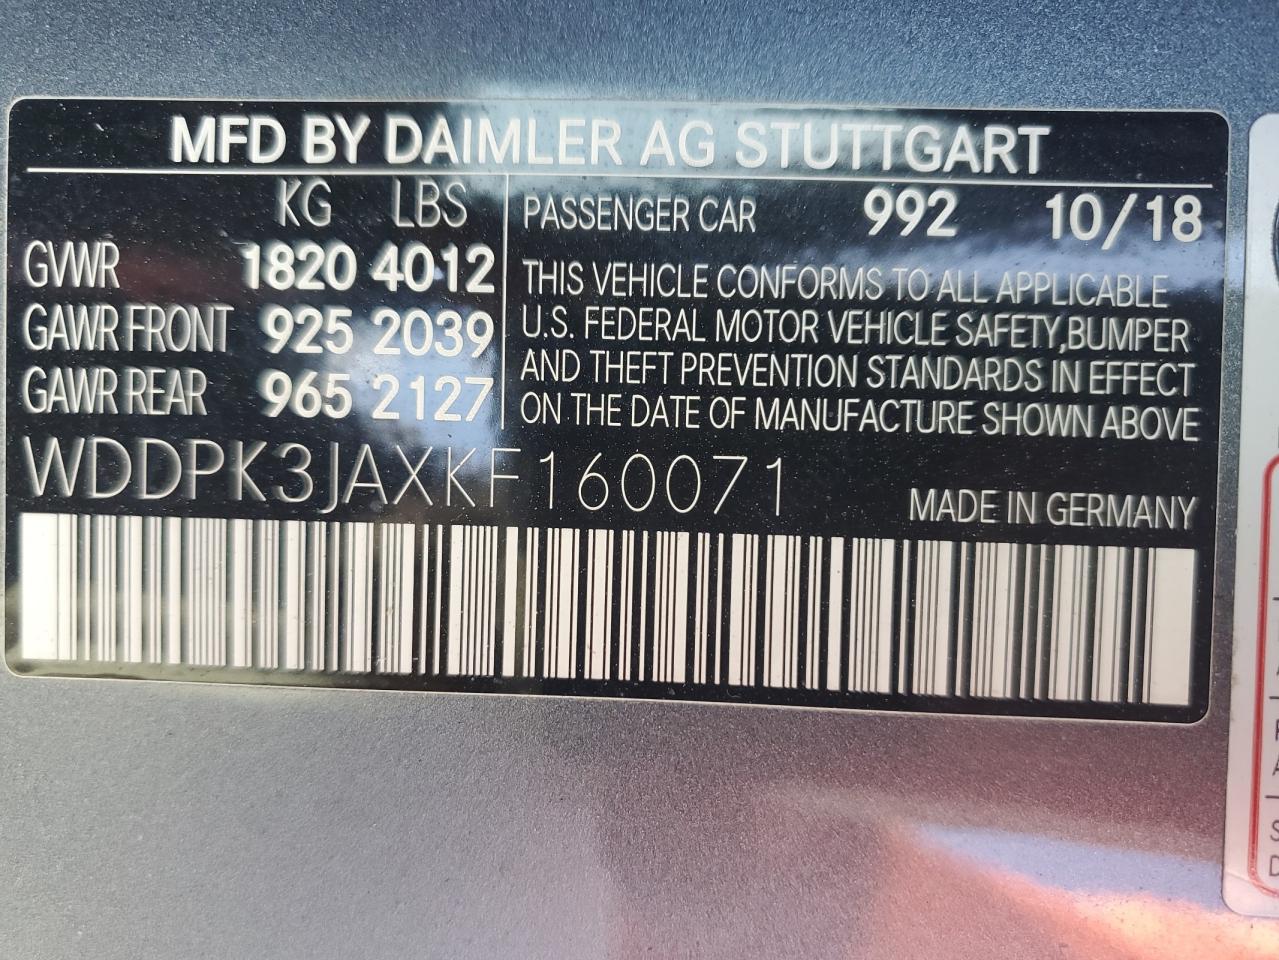 MFD BY DAIMLER AG STUTTGART
KG LBS
GVWR 1820 4012
GAWR FRONT 925 2039
GAWR REAR 965 2127
PASSENGER CAR 992 10/18
THIS VEHICLE CONFORMS TO ALL APPLICABLE
U.S. FEDERAL MOTOR VEHICLE SAFETY,BUMPER
AND THEFT PREVENTION STANDARDS IN EFFECT
ON THE DATE OF MANUFACTURE SHOWN ABOVE
WDDPK3JAXKF160071
MADE IN GERMANY